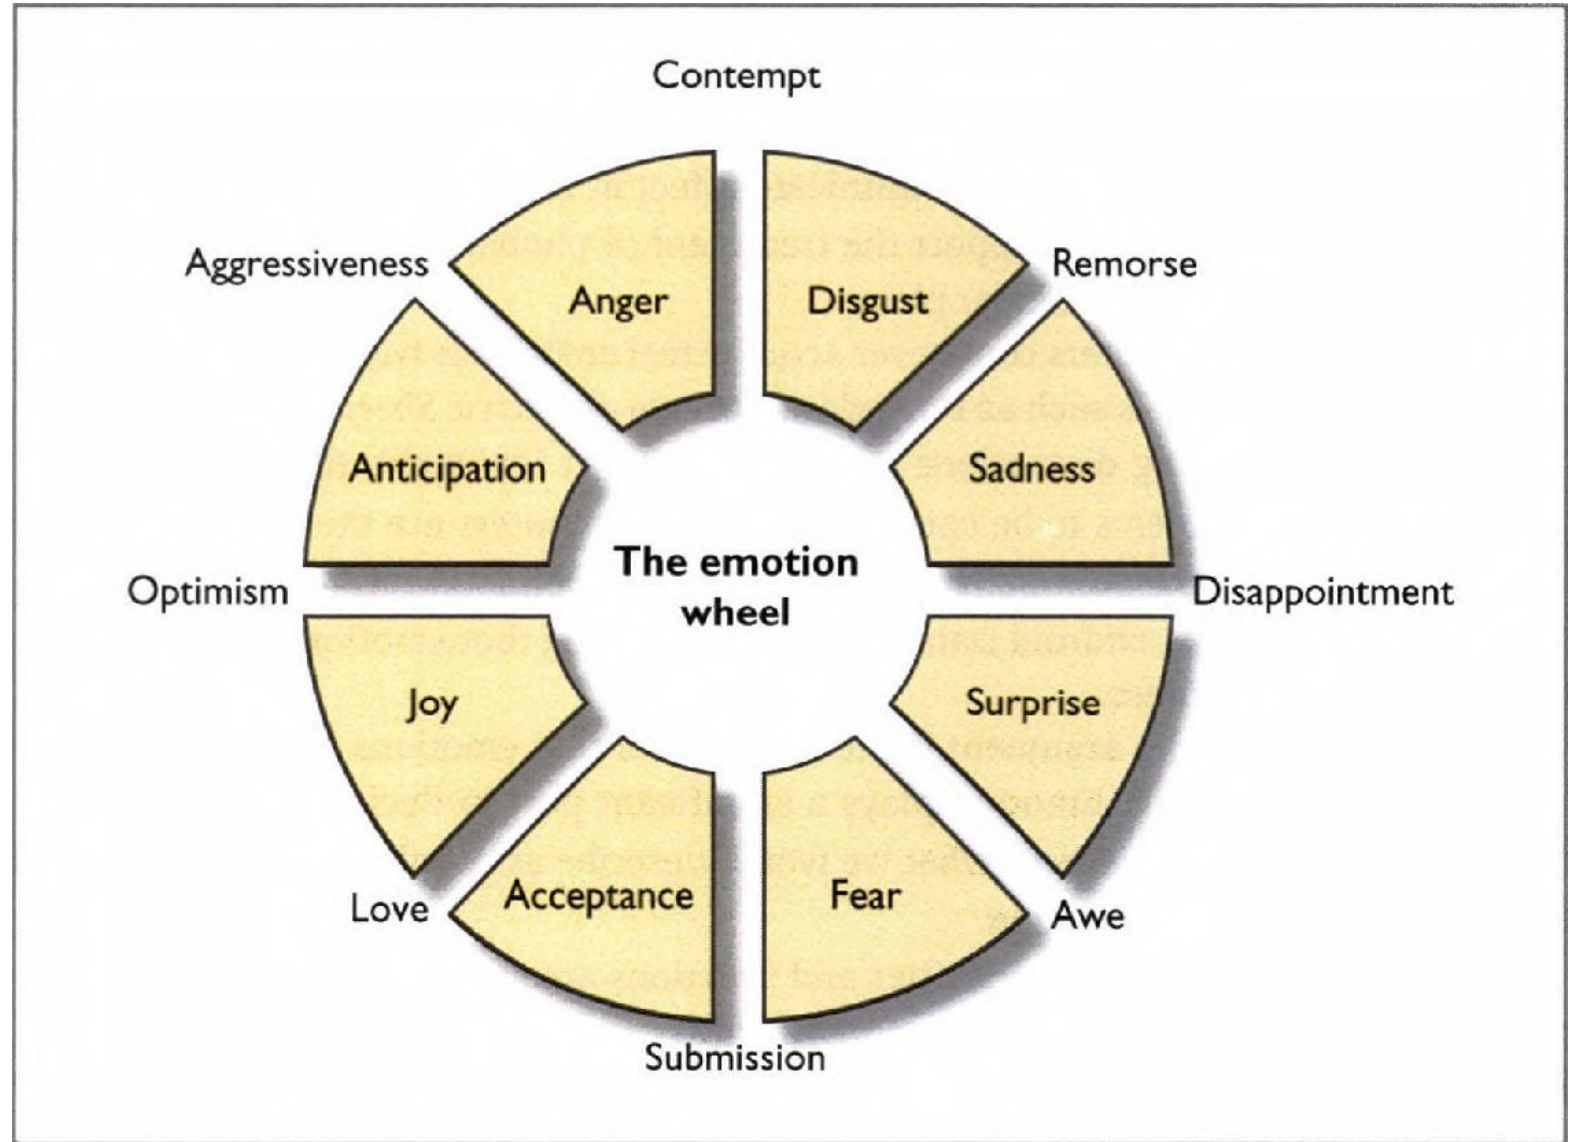 Contempt
Aggressiveness
Remorse
Anger
Disgust
Anticipation
Sadness
The emotion
wheel
Optimism
Disappointment
Joy
Surprise
Acceptance
Fear
Love
Awe
Submission